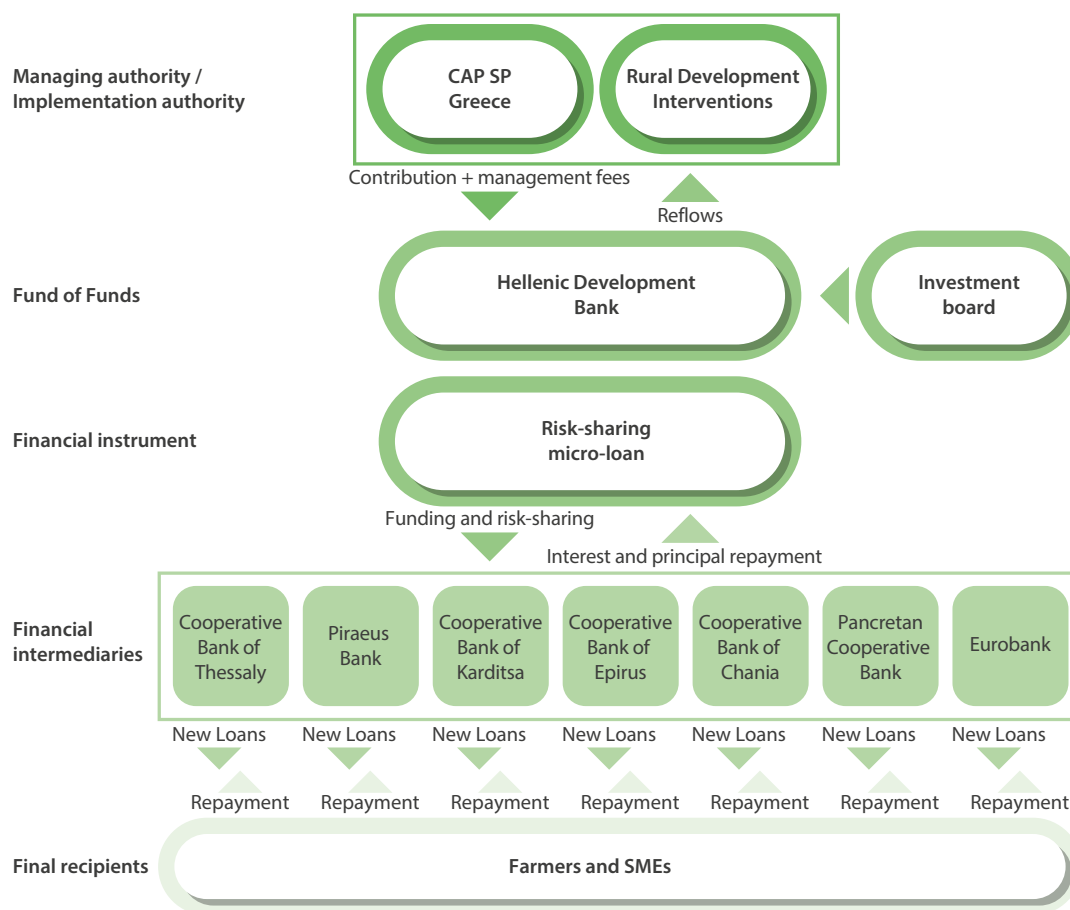 Managing authority /
Implementation authority
CAP SP
Greece
Rural Development
Interventions
Contribution + management fees
Reflows
Fund of Funds
Hellenic Development
Bank
Investment
board
Financial instrument
Risk-sharing
micro-loan
Funding and risk-sharing
Interest and principal repayment
Financial
intermediaries
Cooperative
Bank of
Thessaly
Piraeus
Bank
Cooperative
Bank of
Karditsa
Cooperative
Bank of
Epirus
Cooperative
Bank of
Chania
Pancretan
Cooperative
Bank
Eurobank
New Loans
New Loans
New Loans
New Loans
New Loans
New Loans
New Loans
Repayment
Repayment
Repayment
Repayment
Repayment
Repayment
Repayment
Final recipients
Farmers and SMEs